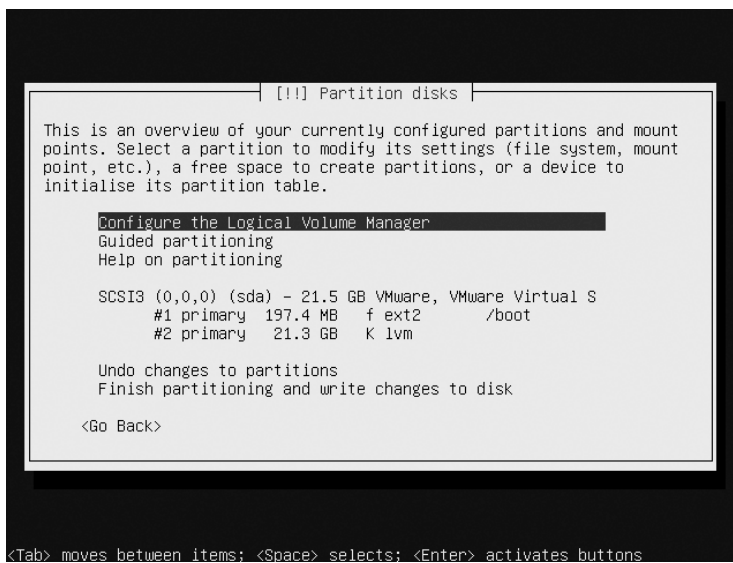 [!!] Partition disks
This is an overview of your currently configured partitions and mount
points. Select a partition to modify its settings (file system, mount
point, etc.), a free space to create partitions, or a device to
initialise its partition table.
Configure the Logical Volume Manager
Guided partitioning
Help on partitioning
SCSI3 (0,0,0) (sda) – 21.5 GB VMware, VMware Virtual S
#1 primary 197.4 MB f ext2 /boot
#2 primary 21.3 GB K lvm
Undo changes to partitions
Finish partitioning and write changes to disk
<Go Back>
<Tab> moves between items; <Space> selects; <Enter> activates buttons